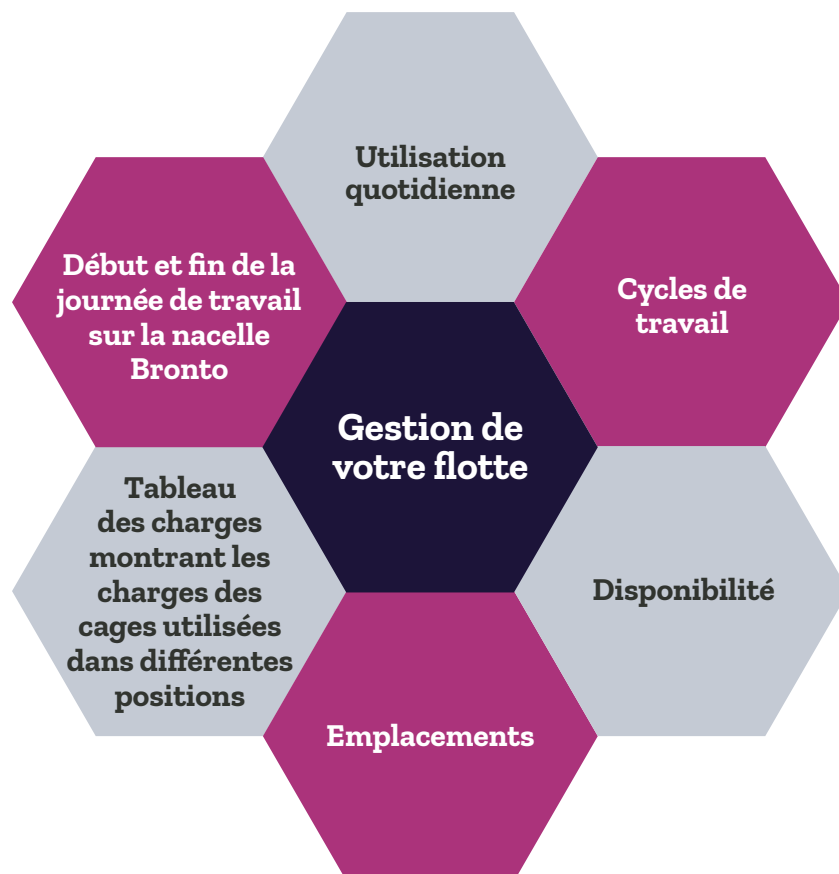 Utilisation
quotidienne
Début et fin de la
journée de travail
sur la nacelle
Bronto
Cycles de
travail
Gestion de
votre flotte
Tableau
des charges
montrant les
charges des
cages utilisées
dans différentes
positions
Disponibilité
Emplacements